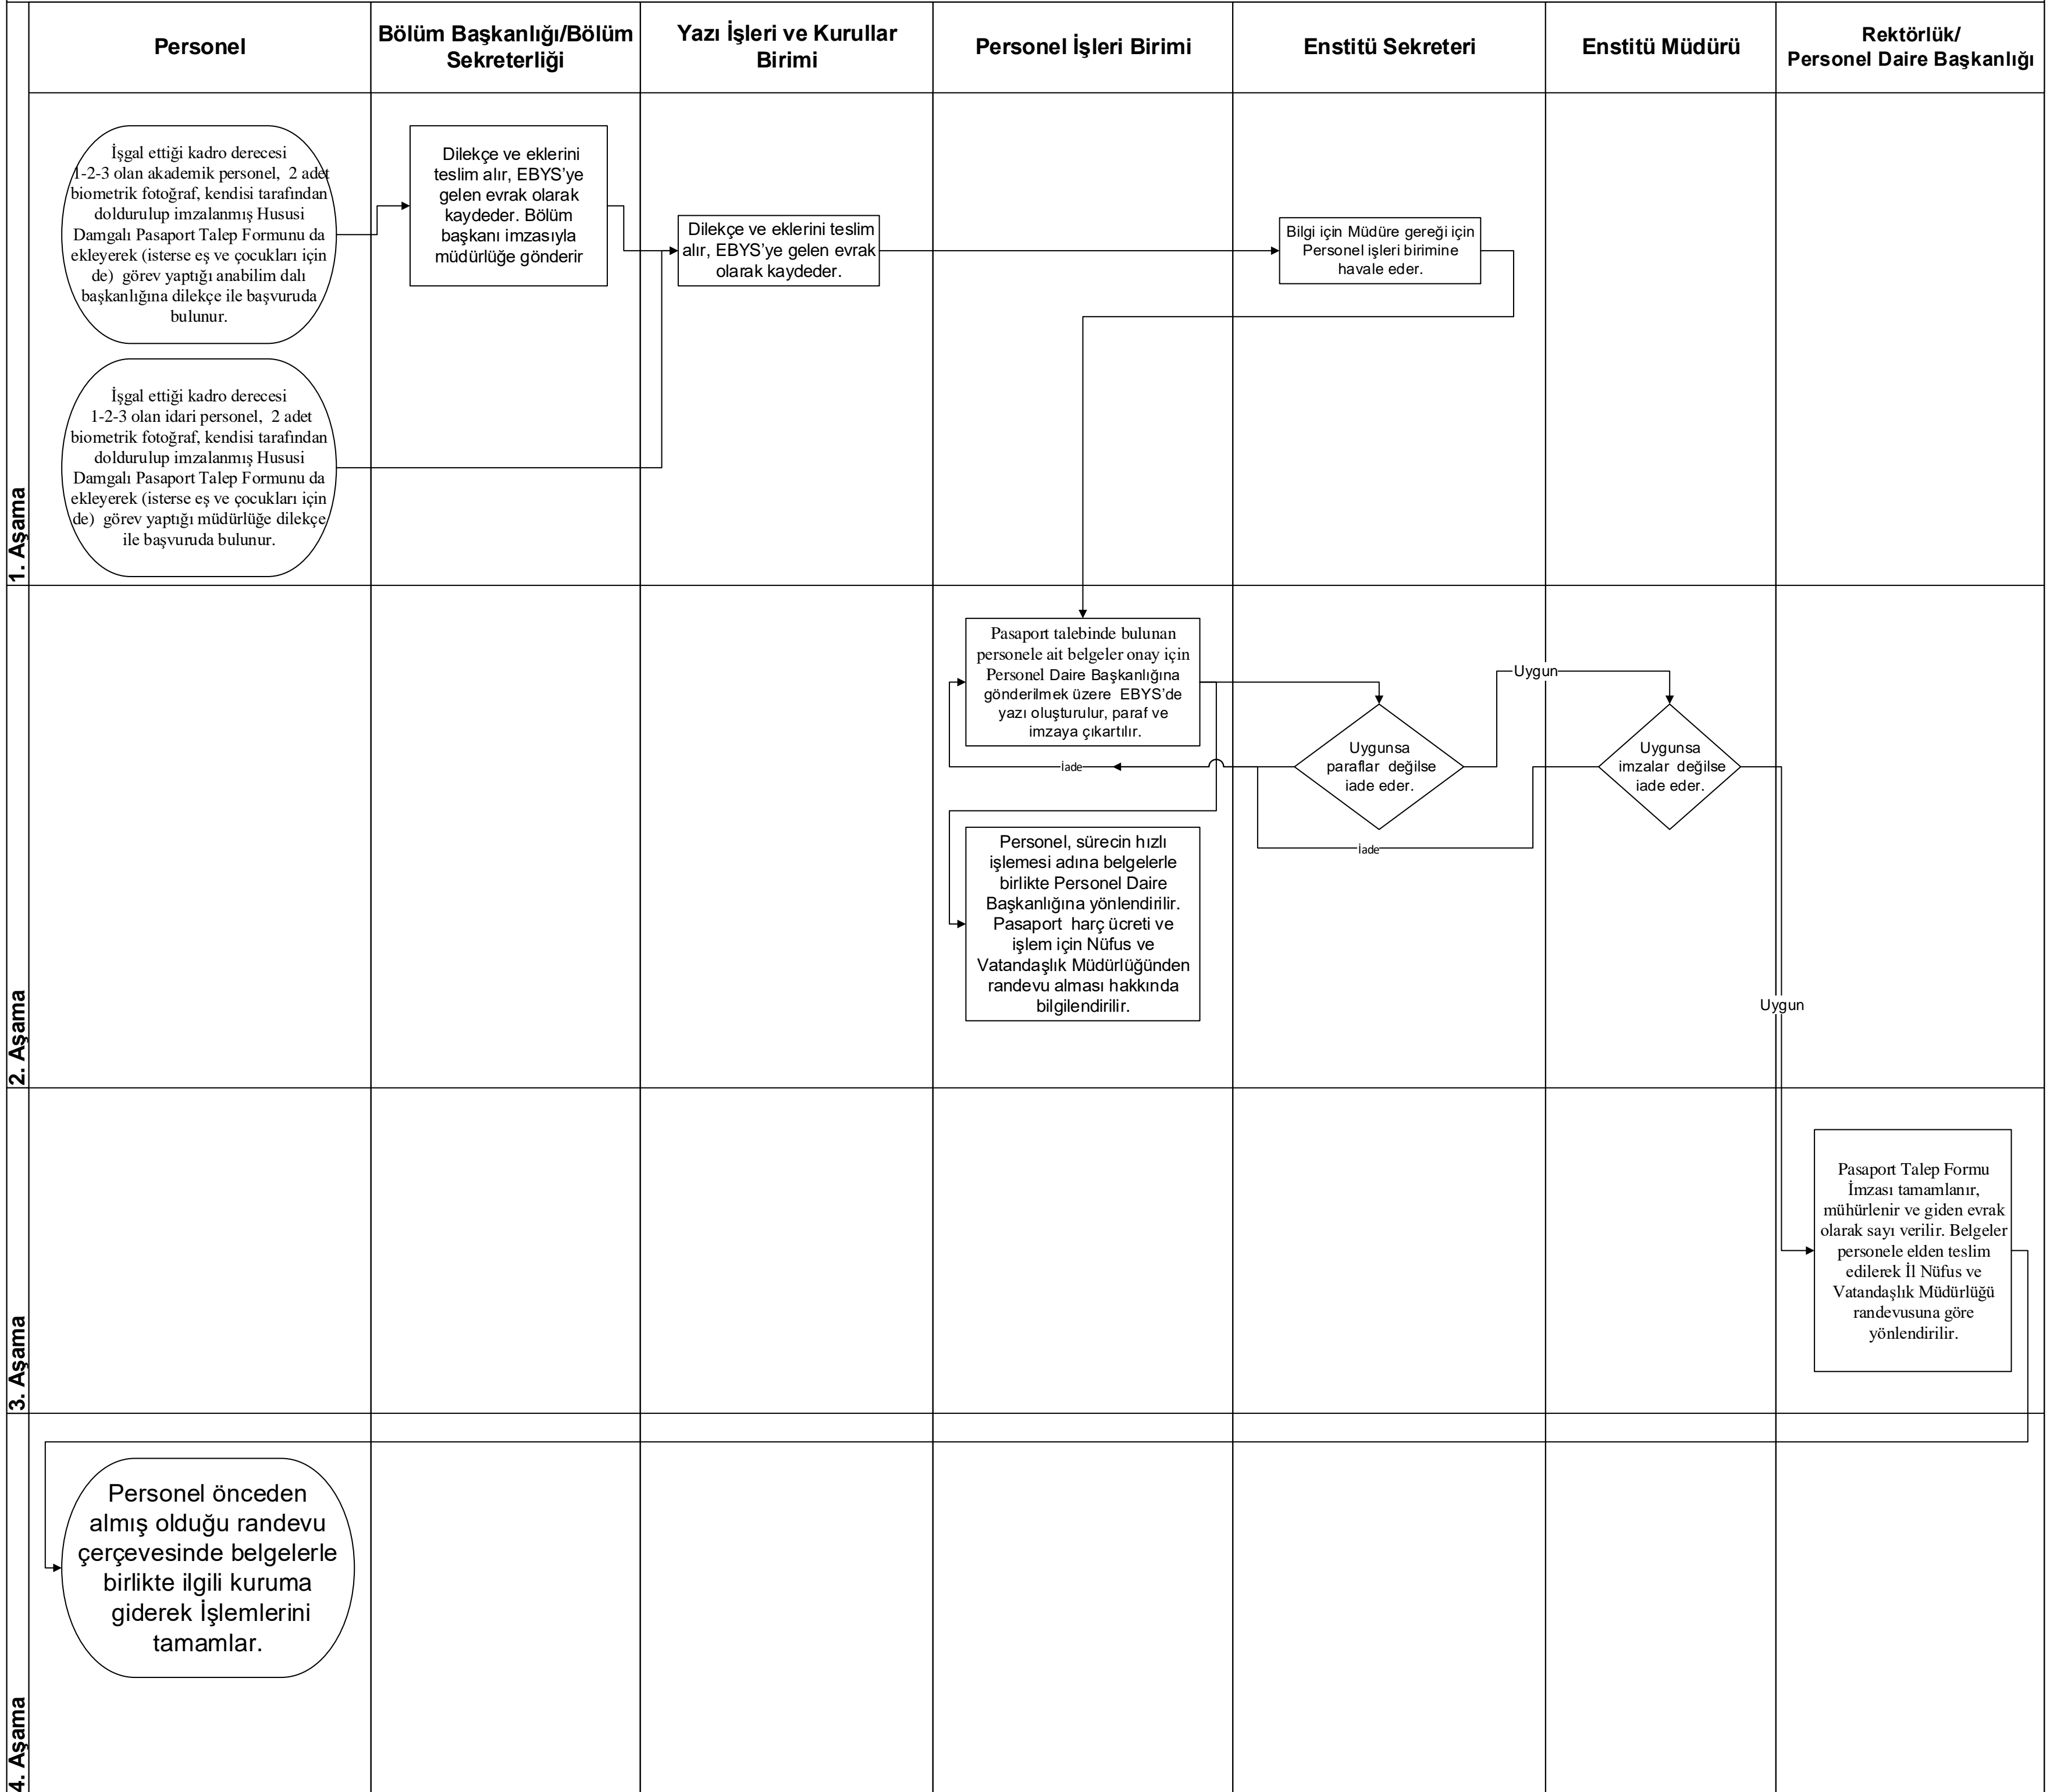 Personel
Bölüm Başkanlığı/Bölüm
Sekreterliği
Yazı İşleri ve Kurullar
Birimi
Personel İşleri Birimi
Enstitü Sekreteri
Enstitü Müdürü
Rektörlük/
Personel Daire Başkanlığı
1. Aşama
İşgal ettiği kadro derecesi
1-2-3 olan akademik personel, 2 adet
biometrik fotoğraf, kendisi tarafından
doldurulup imzalanmış Hususi
Damgalı Pasaport Talep Formunu da
ekleyerek (isterse eş ve çocukları için
de) görev yaptığı anabilim dalı
başkanlığına dilekçe ile başvuruda
bulunur.
Dilekçe ve eklerini
teslim alır, EBYS’ye
gelen evrak olarak
kaydeder. Bölüm
başkanı imzasıyla
müdürlüğe gönderir
Dilekçe ve eklerini teslim
alır, EBYS’ye gelen evrak
olarak kaydeder.
Bilgi için Müdüre gereği için
Personel işleri birimine
havale eder.
İşgal ettiği kadro derecesi
1-2-3 olan idari personel, 2 adet
biometrik fotoğraf, kendisi tarafından
doldurulup imzalanmış Hususi
Damgalı Pasaport Talep Formunu da
ekleyerek (isterse eş ve çocukları için
de) görev yaptığı müdürlüğe dilekçe
ile başvuruda bulunur.
2. Aşama
Pasaport talebinde bulunan
personele ait belgeler onay için
Personel Daire Başkanlığına
gönderilmek üzere EBYS’de
yazı oluşturulur, paraf ve
imzaya çıkartılır.
Uygun
Uygunsa
paraflar değilse
iade eder.
Uygunsa
imzalar değilse
iade eder.
İade
İade
Personel, sürecin hızlı
işlemesi adına belgelerle
birlikte Personel Daire
Başkanlığına yönlendirilir.
Pasaport harç ücreti ve
işlem için Nüfus ve
Vatandaşlık Müdürlüğünden
randevu alması hakkında
bilgilendirilir.
Uygun
3. Aşama
Pasaport Talep Formu
İmzası tamamlanır,
mühürlenir ve giden evrak
olarak sayı verilir. Belgeler
personele elden teslim
edilerek İl Nüfus ve
Vatandaşlık Müdürlüğü
randevusuna göre
yönlendirilir.
4. Aşama
Personel önceden
almış olduğu randevu
çerçevesinde belgelerle
birlikte ilgili kuruma
giderek İşlemlerini
tamamlar.